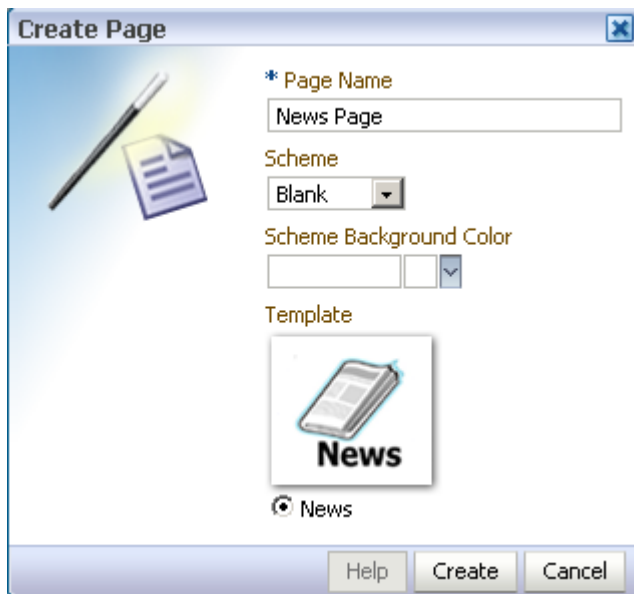 Create Page
* Page Name
News Page
Scheme
Blank
Scheme Background Color
Template
News
News
Help Create Cancel